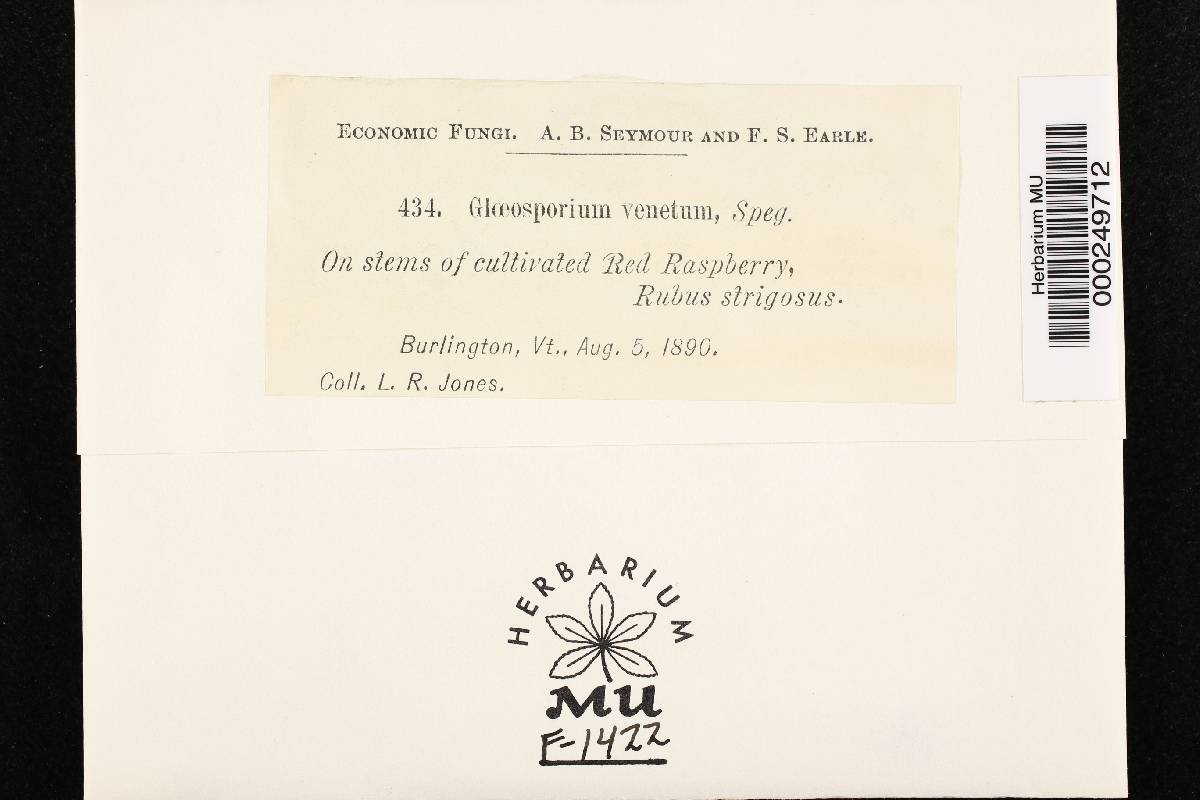 ECONOMIC FUNGI. A. B. SEYMOUR AND F. S. EARLE.
434. Glœosporium venetum, Speg.
On stems of cultivated Red Raspberry,
Rubus strigosus.
Burlington, Vt., Aug. 5, 1890.
Coll. L. R. Jones.
Herbarium MU
000249712
HERBARIUM
MU
F-1422